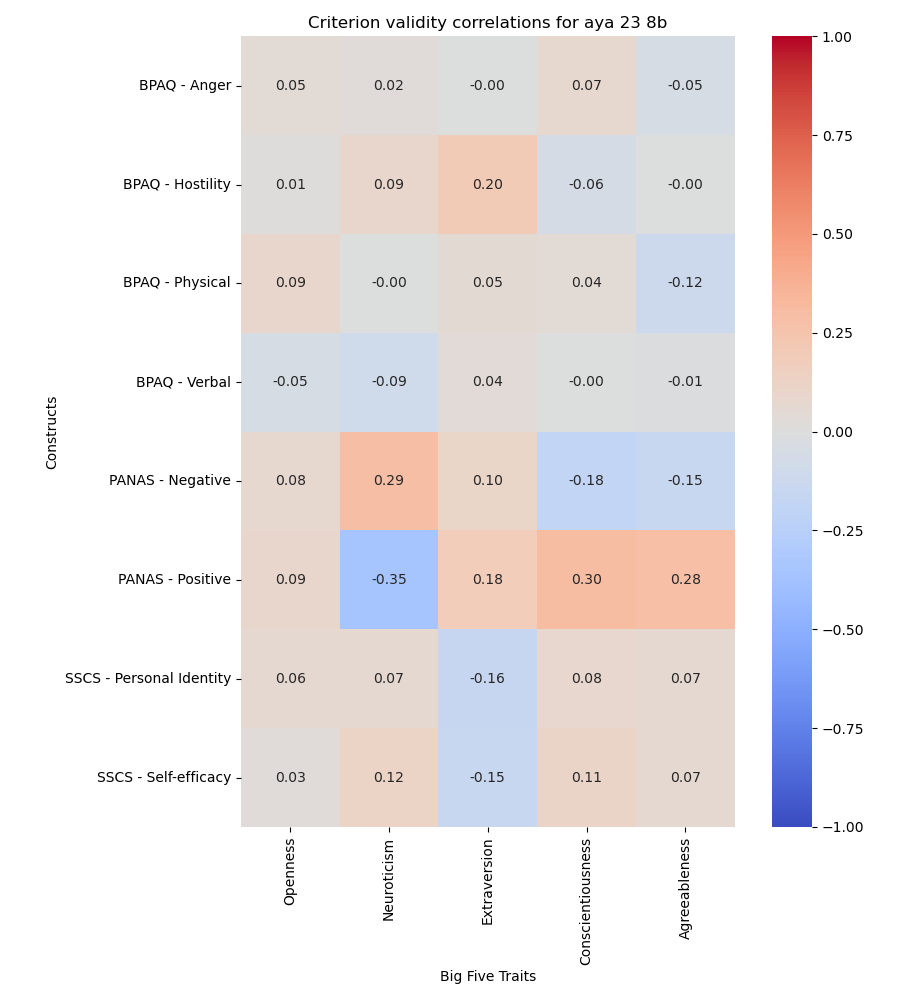 Criterion validity correlations for aya 23 8b
BPAQ - Anger 0.05 0.02 -0.00 0.07 -0.05
BPAQ - Hostility 0.01 0.09 0.20 -0.06 -0.00
BPAQ - Physical 0.09 -0.00 0.05 0.04 -0.12
BPAQ - Verbal -0.05 -0.09 0.04 -0.00 -0.01
PANAS - Negative 0.08 0.29 0.10 -0.18 -0.15
PANAS - Positive 0.09 -0.35 0.18 0.30 0.28
SSCS - Personal Identity 0.06 0.07 -0.16 0.08 0.07
SSCS - Self-efficacy 0.03 0.12 -0.15 0.11 0.07
Constructs
Openness
Neuroticism
Extraversion
Conscientiousness
Agreeableness
Big Five Traits
1.00
0.75
0.50
0.25
0.00
−0.25
−0.50
−0.75
−1.00